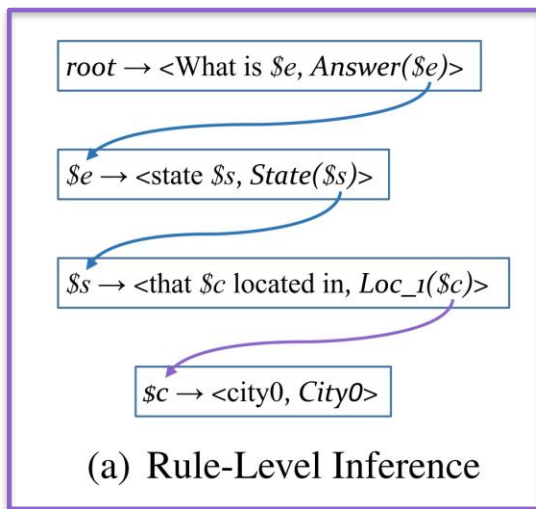 root → <What is $e, Answer($e)>
$e → <state $s, State($s)>
$s → <that $c located in, Loc_1($c)>
$c → <city0, City0>
(a) Rule-Level Inference